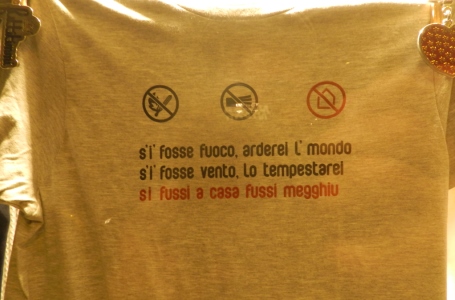 s'i' fosse fuoco, arderei l' mondo
s'i' fosse vento, lo tempestarei
si fussi a casa fussi megghiu